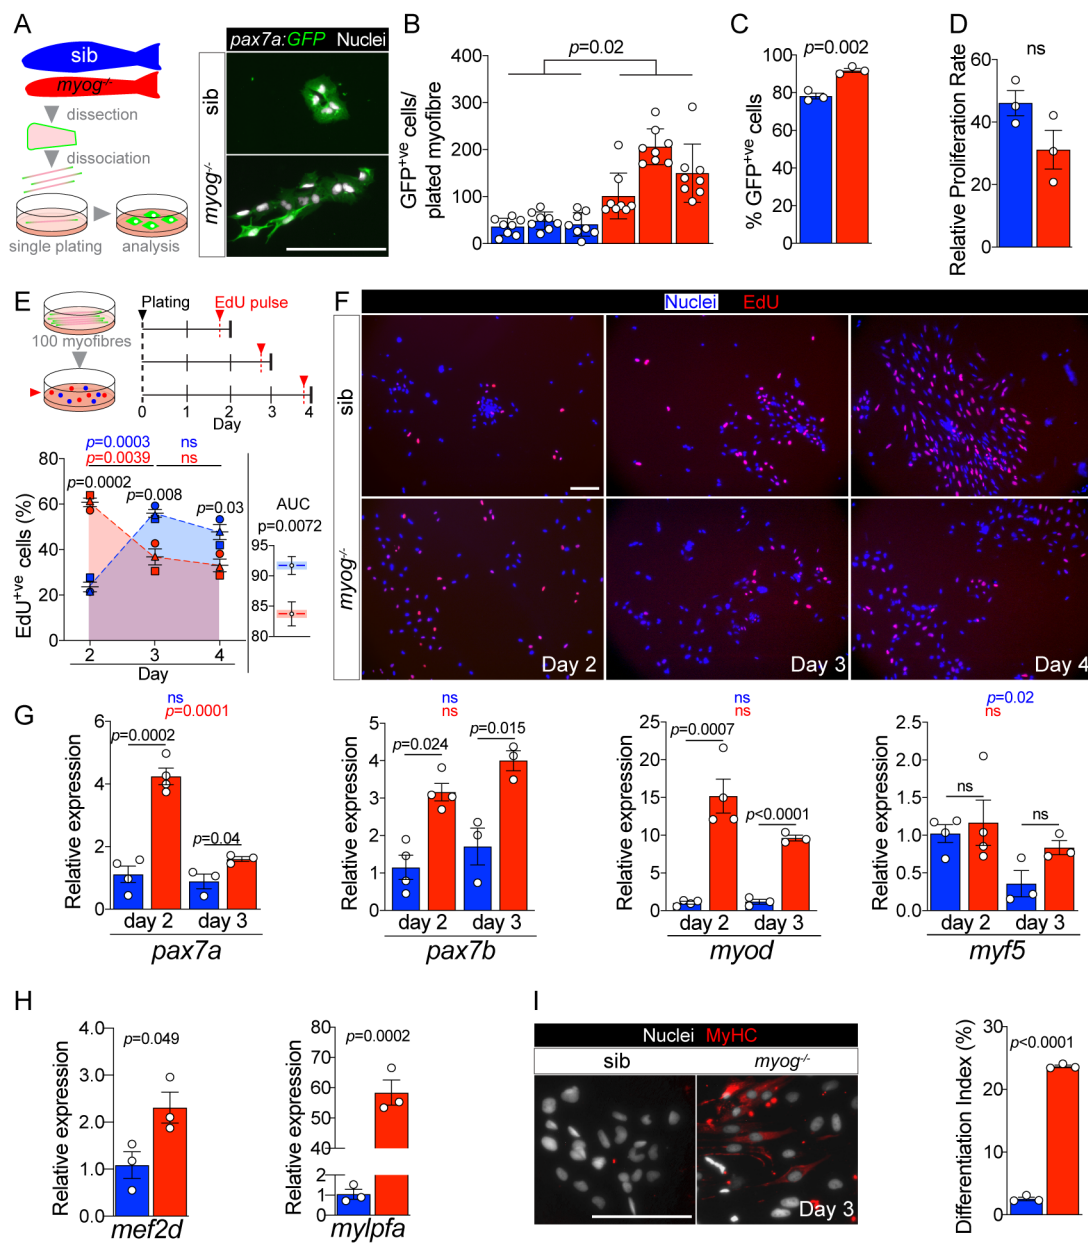 A
sib
myog-/-
dissection
dissociation
single plating
analysis
pax7a:GFP Nuclei
sib
myog-/-
B
p=0.02
GFP+ve cells/
plated myofibre
400
300
200
100
0
C
p=0.002
% GFP+ve cells
100
80
60
40
20
0
D
ns
Relative Proliferation Rate
60
40
20
0
E
100 myofibres
Plating
EdU pulse
0 1 2 3 4
Day
p=0.0003 ns
p=0.0039 ns
p=0.0002
p=0.008
p=0.03
EdU+ve cells (%)
80
60
40
20
0
2 3 4
Day
AUC
p=0.0072
95
90
85
80
F
Nuclei EdU
sib
myog-/-
Day 2
Day 3
Day 4
G
ns
p=0.0001
p=0.0002
p=0.04
Relative expression
6
4
2
0
day 2 day 3
pax7a
ns
ns
p=0.024
p=0.015
Relative expression
5
4
3
2
1
0
day 2 day 3
pax7b
ns
ns
p=0.0007
p<0.0001
Relative expression
25
20
15
10
5
0
day 2 day 3
myod
p=0.02
ns
ns
ns
Relative expression
2.5
2.0
1.5
1.0
0.5
0.0
day 2 day 3
myf5
H
p=0.049
Relative expression
4.0
3.0
2.0
1.0
0.0
mef2d
p=0.0002
Relative expression
80
70
60
50
40
2
1
0
mylpfa
I
Nuclei MyHC
sib
myog-/-
Day 3
p<0.0001
Differentiation Index (%)
30
20
10
0